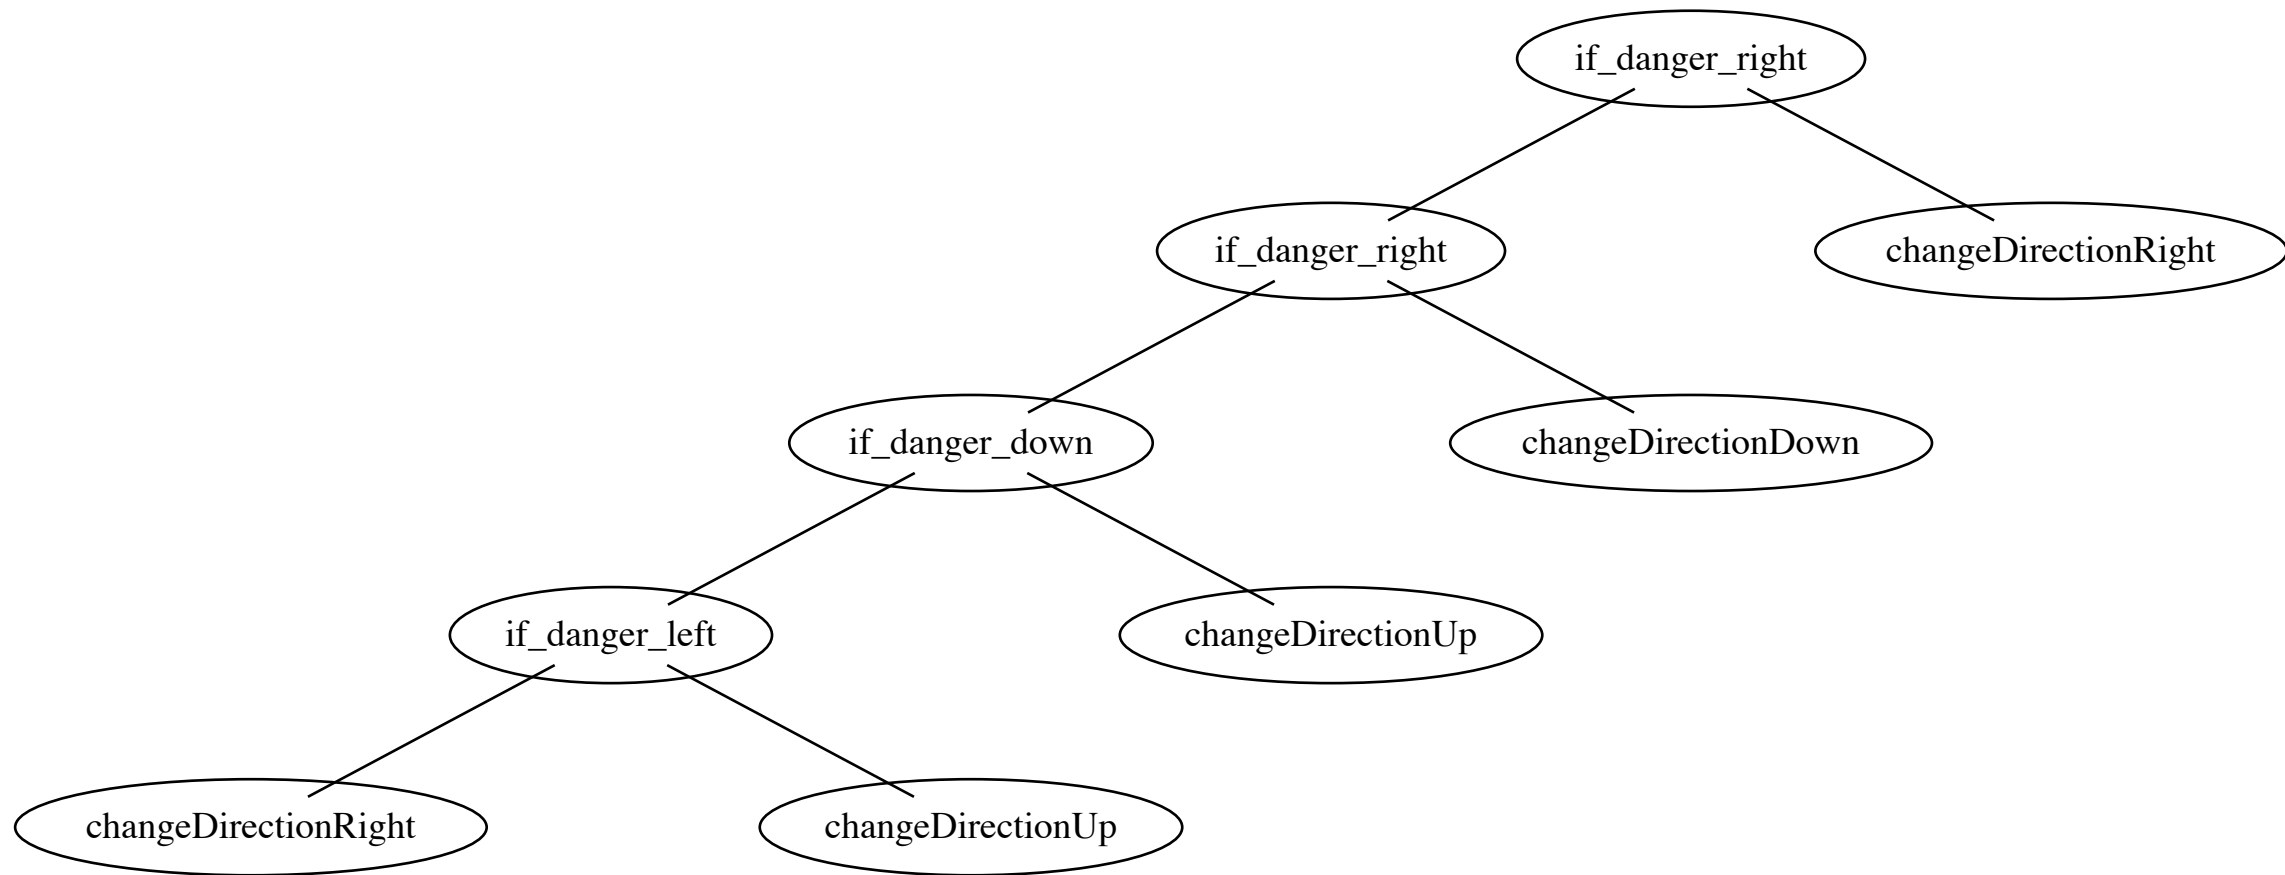 if_danger_right
if_danger_right
changeDirectionRight
if_danger_down
changeDirectionDown
if_danger_left
changeDirectionUp
changeDirectionRight
changeDirectionUp